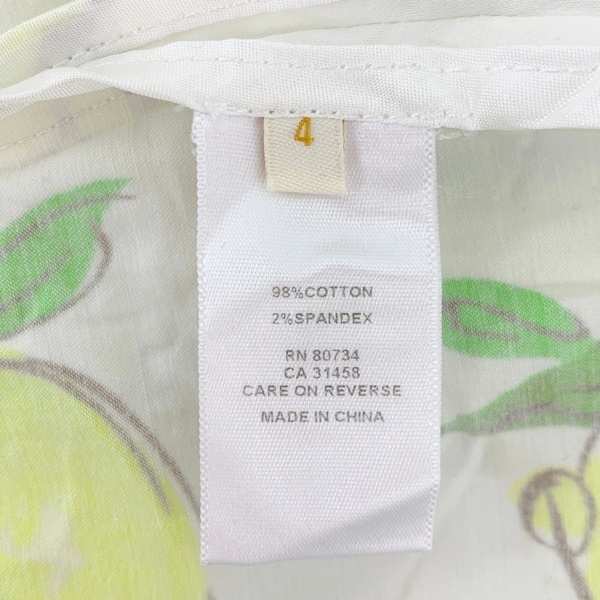 4
98%COTTON
2%SPANDEX
RN 80734
CA 31458
CARE ON REVERSE
MADE IN CHINA